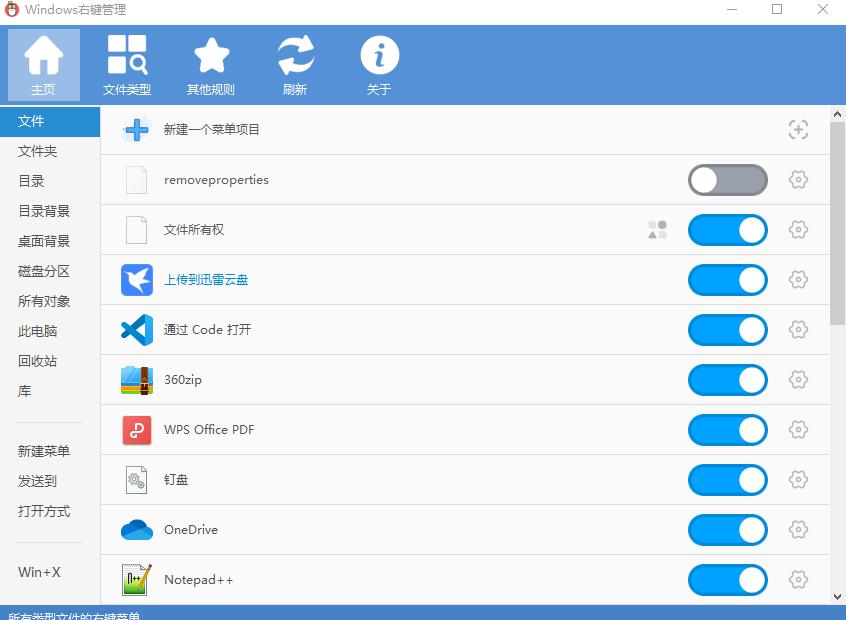 Windows右键管理
主页
文件类型
其他规则
刷新
关于
文件
文件夹
目录
目录背景
桌面背景
磁盘分区
所有对象
此电脑
回收站
库
新建菜单
发送到
打开方式
Win+X
新建一个菜单项目
removeproperties
文件所有权
上传到迅雷云盘
通过 Code 打开
360zip
WPS Office PDF
钉盘
OneDrive
Notepad++
所有类型文件的右键菜单